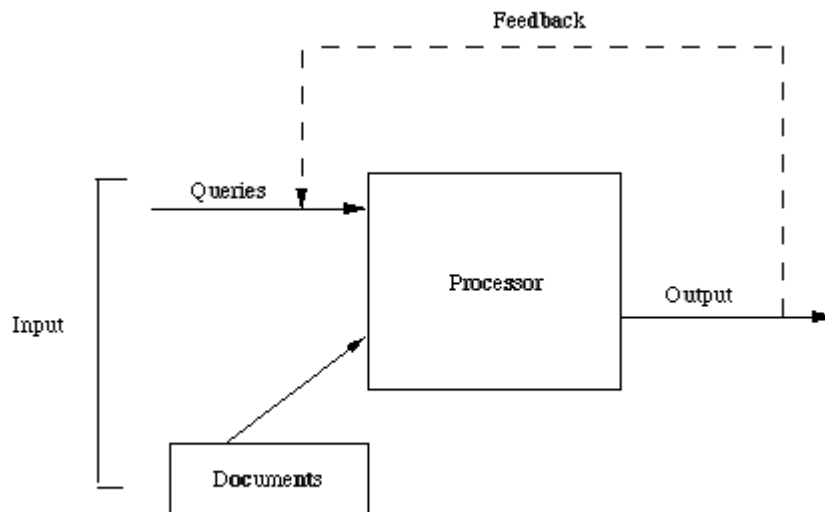 Feedback
Queries
Processor
Output
Input
Documents